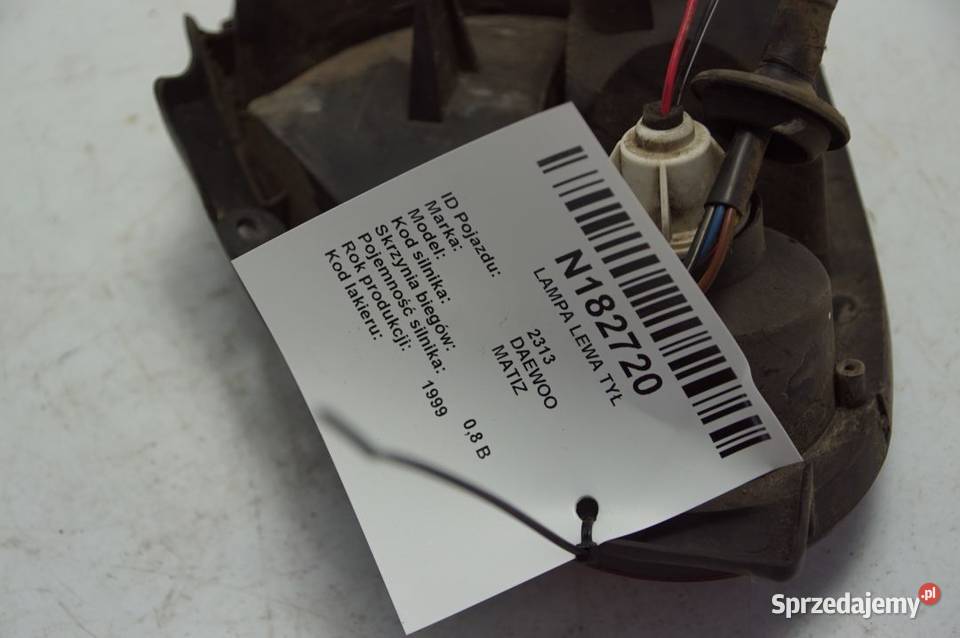 N182720
LAMPA LEWA TYŁ
ID Pojazdu: 2313
Marka: DAEWOO
Model: MATIZ
Kod silnika:
Skrzynia biegów:
Pojemność silnika: 0,8 B
Rok produkcji: 1999
Kod lakieru:
Sprzedajemy.pl